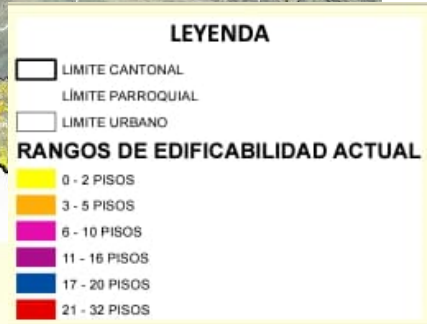 LEYENDA
LIMITE CANTONAL
LÍMITE PARROQUIAL
LIMITE URBANO
RANGOS DE EDIFICABILIDAD ACTUAL
0 - 2 PISOS
3 - 5 PISOS
6 - 10 PISOS
11 - 16 PISOS
17 - 20 PISOS
21 - 32 PISOS